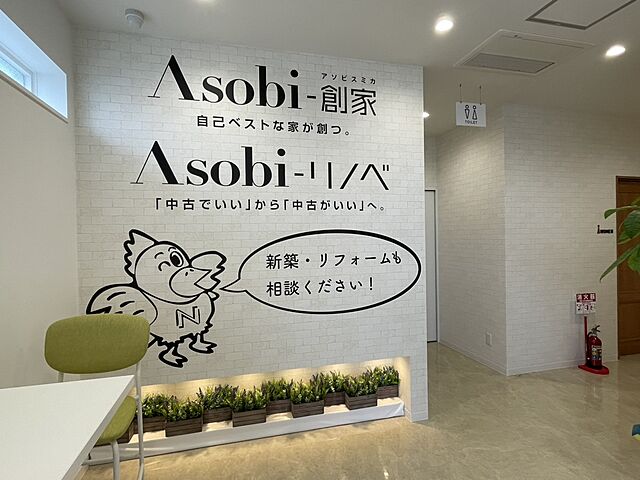 アソビスミカ
Asobi-創家
自己ベストな家が創つ。
Asobi-リノベ
「中古でいい」から「中古がいい」へ。
新築・リフォームも
相談ください！
N
TOILET
消火器